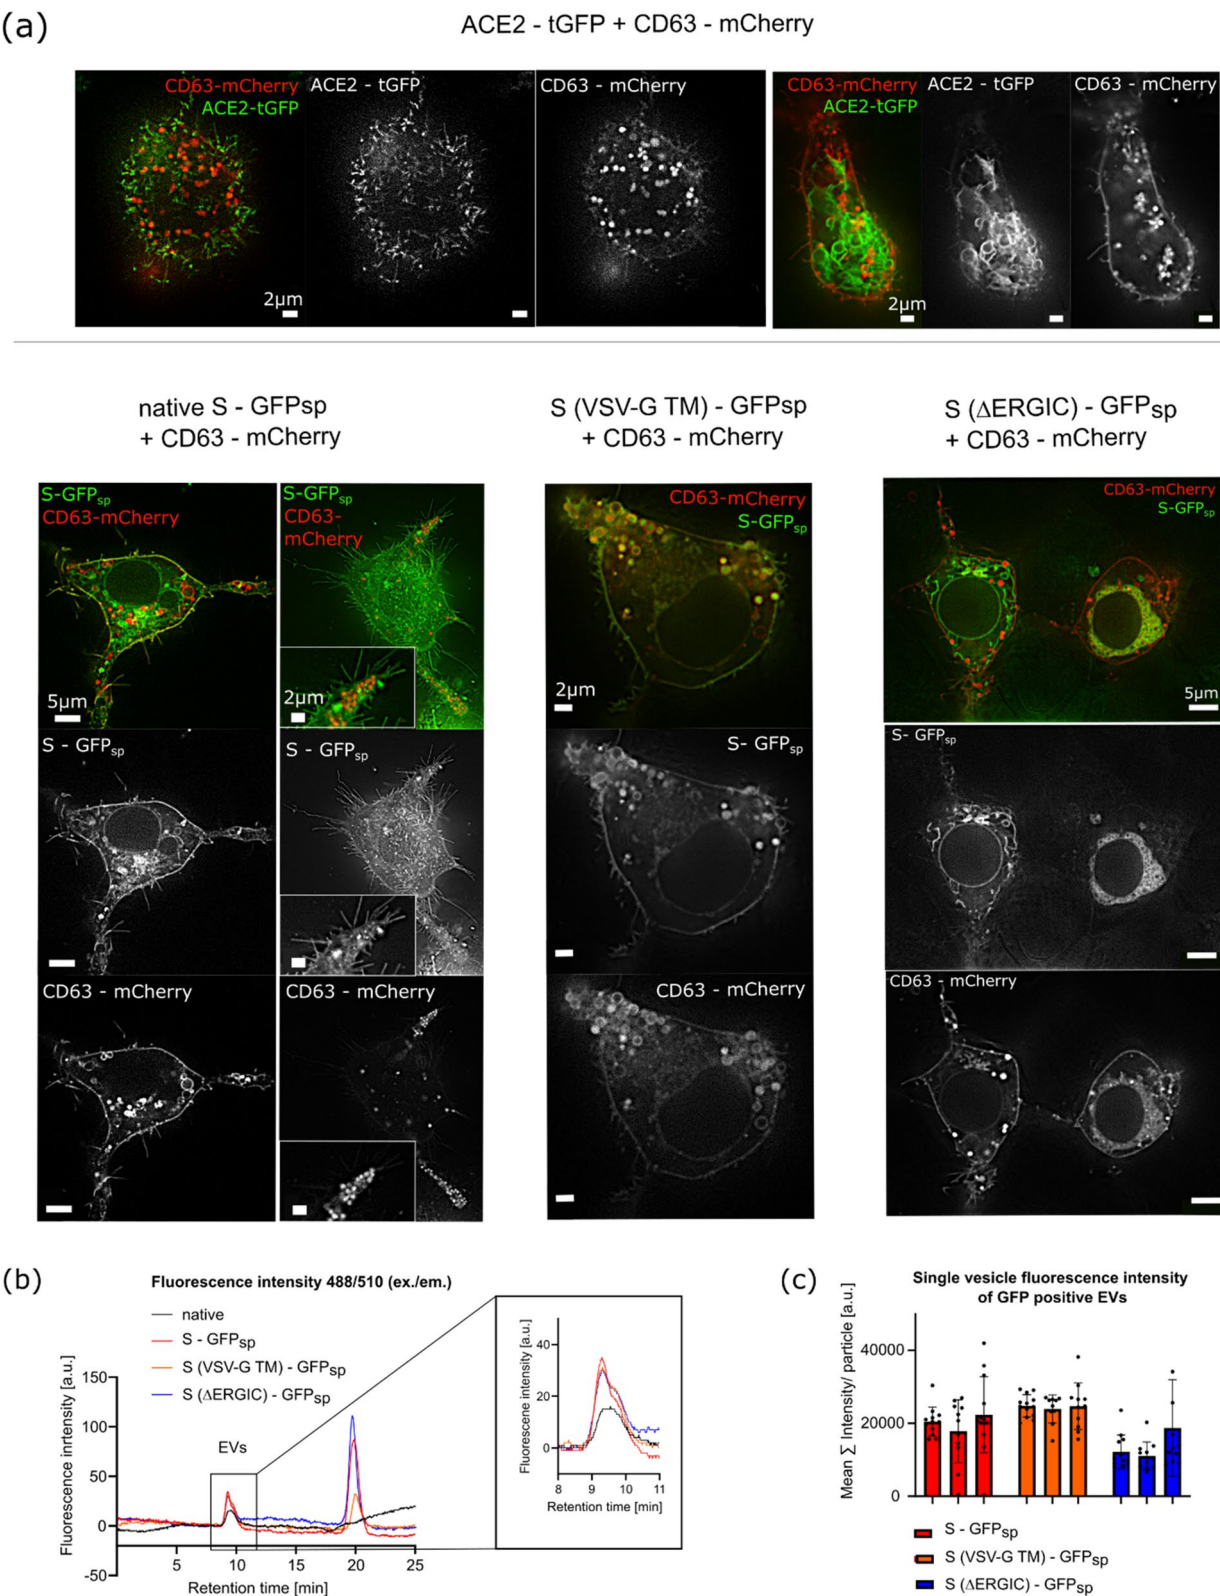 (a)
ACE2 - tGFP + CD63 - mCherry
CD63-mCherry
ACE2-tGFP
2µm
ACE2 - tGFP
CD63 - mCherry
CD63-mCherry
ACE2-tGFP
2µm
ACE2 - tGFP
CD63 - mCherry
native S - GFPsp
+ CD63 - mCherry
S-GFPsp
CD63-mCherry
5µm
S-GFPsp
CD63-
mCherry
2µm
S - GFPsp
S - GFPsp
CD63 - mCherry
CD63 - mCherry
S (VSV-G TM) - GFPsp
+ CD63 - mCherry
CD63-mCherry
S-GFPsp
2µm
S- GFPsp
CD63 - mCherry
S (ΔERGIC) - GFPsp
+ CD63 - mCherry
CD63-mCherry
S-GFPsp
5µm
S- GFPsp
CD63 - mCherry
(b)
Fluorescence intensity 488/510 (ex./em.)
native
S - GFPsp
S (VSV-G TM) - GFPsp
S (ΔERGIC) - GFPsp
Fluorescence inrtensity [a.u.]
150
100
50
0
-50
EVs
5
10
15
20
25
Retention time [min]
Fluorescene intensity [a.u.]
40
20
0
8
9
10
11
Retention time [min]
(c)
Single vesicle fluorescence intensity
of GFP positive EVs
Mean ∑ Intensity/ particle [a.u.]
40000
20000
0
S - GFPsp
S (VSV-G TM) - GFPsp
S (ΔERGIC) - GFPsp